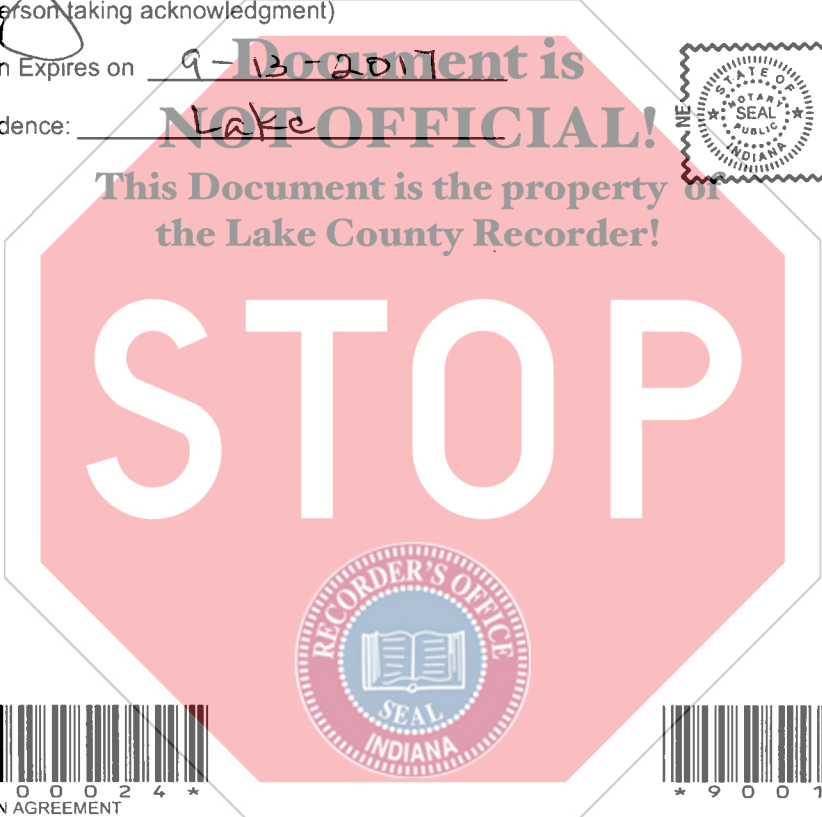 erson taking acknowledgment)
n Expires on 9-13-2017
Document is
dence: Lake
NOT OFFICIAL!
This Document is the property of
the Lake County Recorder!
NE
STATE OF
NOTARY
SEAL
PUBLIC
INDIANA
STOP
RECORDER'S OFFICE
SEAL
INDIANA
0 0 0 2 4 *
* 9 0 0 1
N AGREEMENT